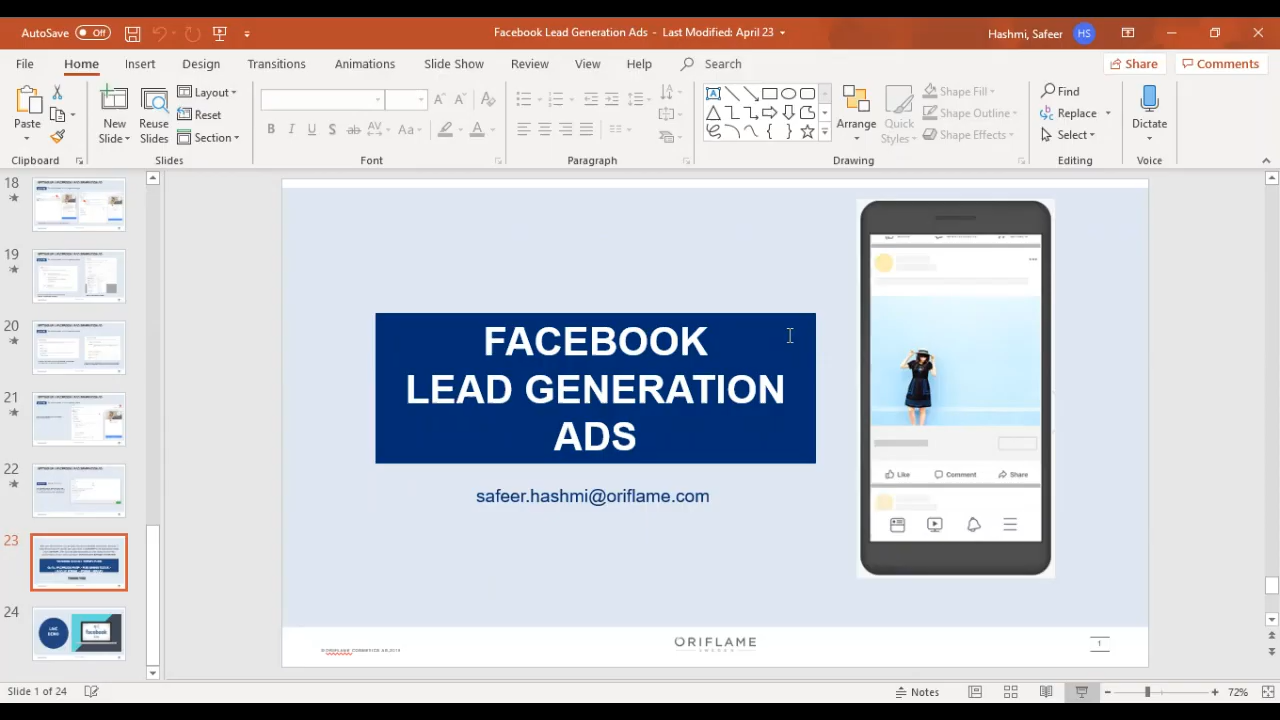 AutoSave Off
Facebook Lead Generation Ads - Last Modified: April 23
Hashmi, Safeer HS
File Home Insert Design Transitions Animations Slide Show Review View Help Search
Share Comments
Paste
Clipboard
New Slide
Reuse Slides
Layout
Reset
Section
Slides
Font
Paragraph
Arrange
Quick Styles
Shape Fill
Shape Outline
Shape Effects
Drawing
Find
Replace
Select
Editing
Dictate
Voice
18
19
20
21
22
23
24
FACEBOOK
LEAD GENERATION
ADS
safeer.hashmi@oriflame.com
Like Comment Share
ORIFLAME
SWEDEN
1
Slide 1 of 24
Notes
72%